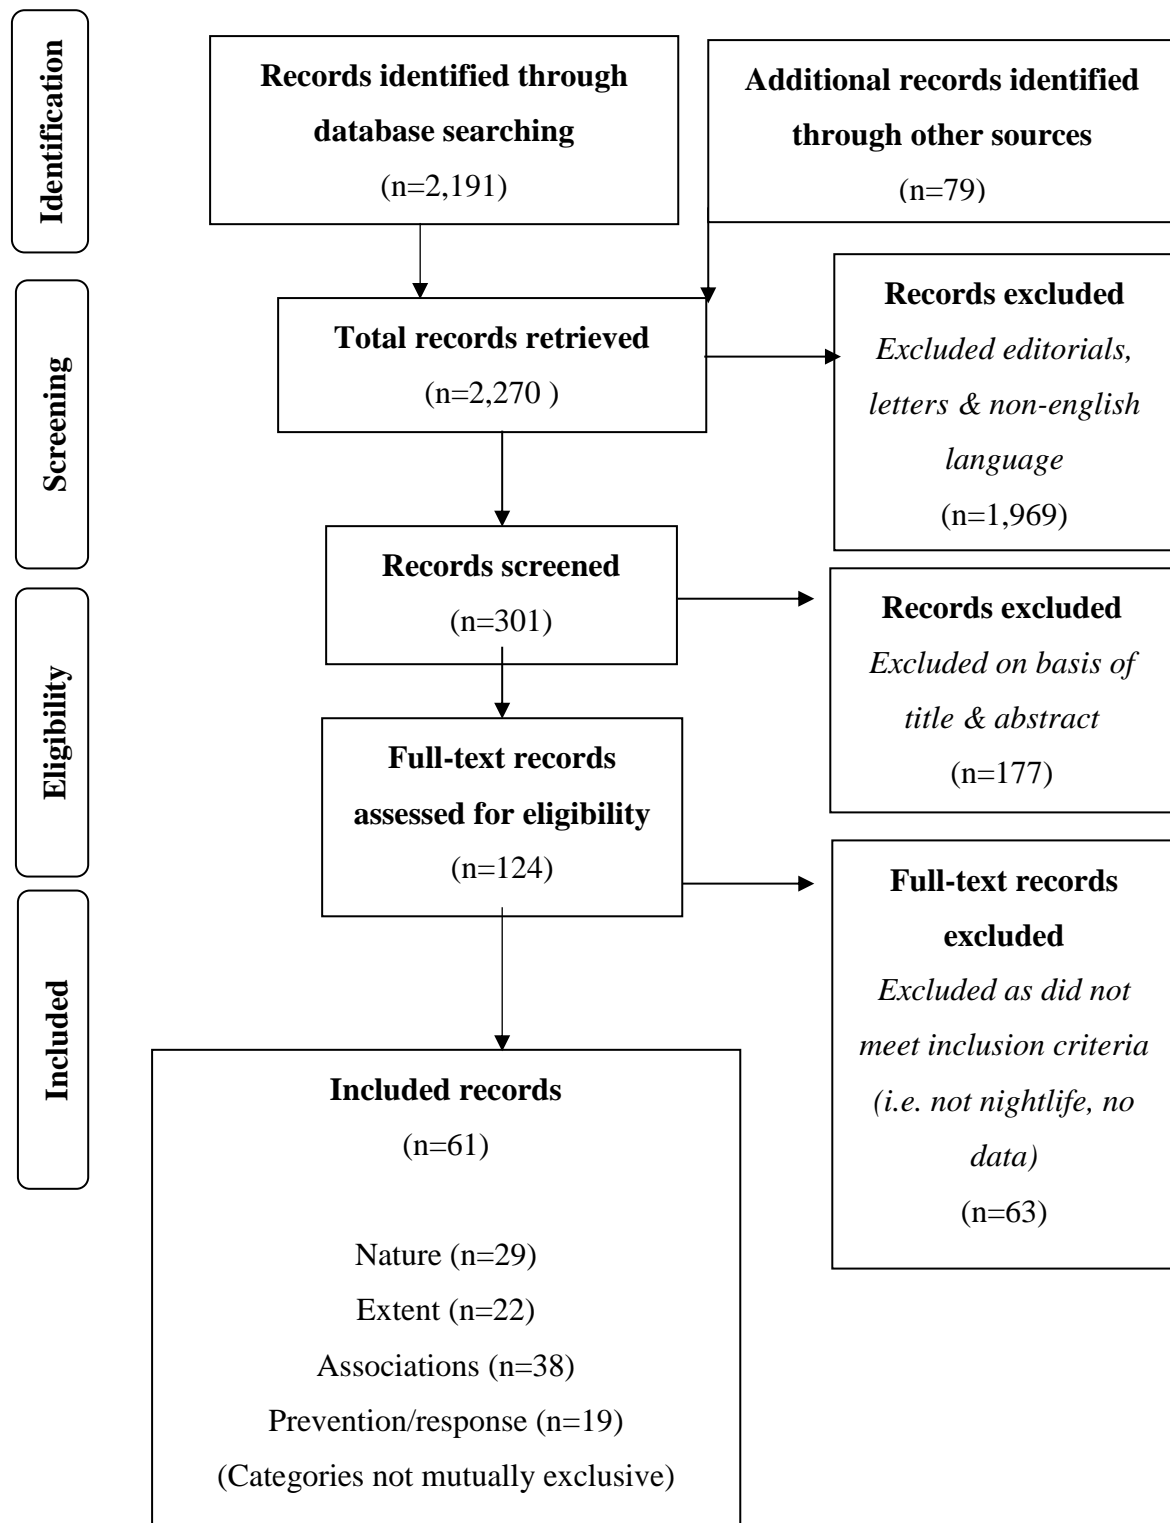 Identification
Records identified through
database searching
(n=2,191)
Additional records identified
through other sources
(n=79)
Screening
Total records retrieved
(n=2,270 )
Records excluded
Excluded editorials,
letters & non-english
language
(n=1,969)
Records screened
(n=301)
Records excluded
Excluded on basis of
title & abstract
(n=177)
Eligibility
Full-text records
assessed for eligibility
(n=124)
Full-text records
excluded
Excluded as did not
meet inclusion criteria
(i.e. not nightlife, no
data)
(n=63)
Included
Included records
(n=61)
Nature (n=29)
Extent (n=22)
Associations (n=38)
Prevention/response (n=19)
(Categories not mutually exclusive)